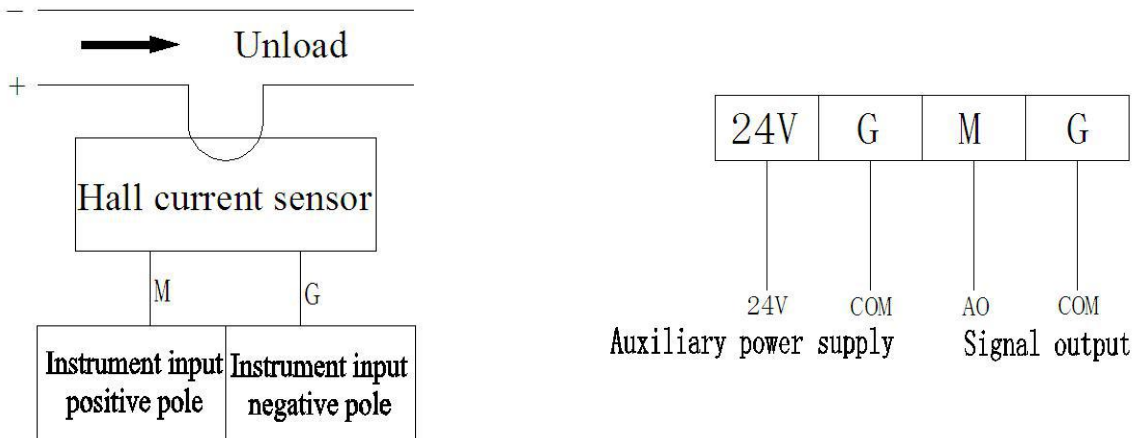 −
Unload
+
Hall current sensor
M G
Instrument input positive pole
Instrument input negative pole
24V G M G
24V COM AO COM
Auxiliary power supply Signal output